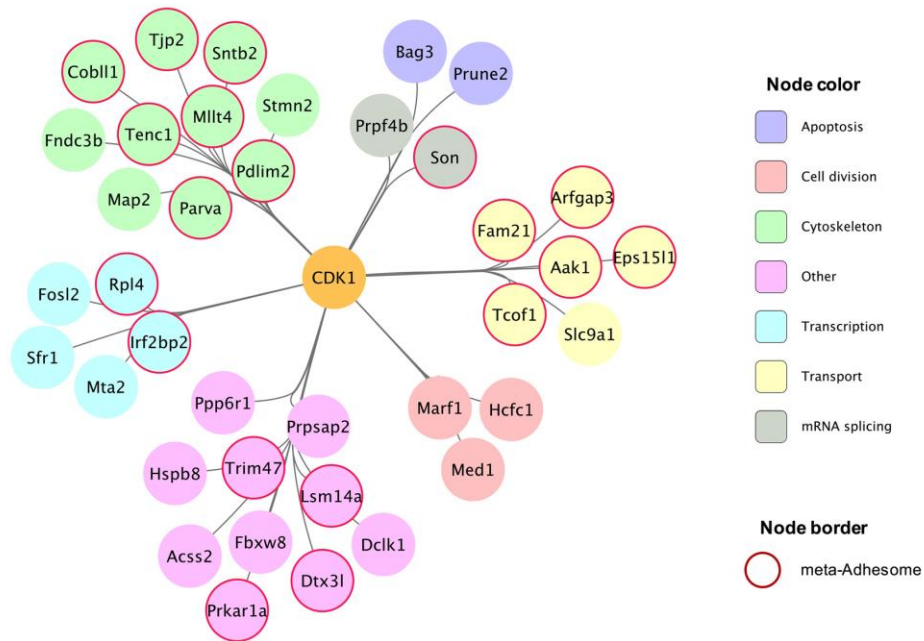 Tjp2
Sntb2
Cobll1
Mllt4
Stmn2
Tenc1
Fndc3b
Pdlim2
Map2
Parva
Bag3
Prune2
Prpf4b
Son
Arfgap3
Fam21
Eps15l1
Aak1
Tcof1
Slc9a1
CDK1
Rpl4
Fosl2
Irf2bp2
Sfr1
Mta2
Ppp6r1
Prpsap2
Hspb8
Trim47
Lsm14a
Acss2
Fbxw8
Dclk1
Dtx3l
Prkar1a
Marf1
Hcfc1
Med1
Node color
Apoptosis
Cell division
Cytoskeleton
Other
Transcription
Transport
mRNA splicing
Node border
meta-Adhesome